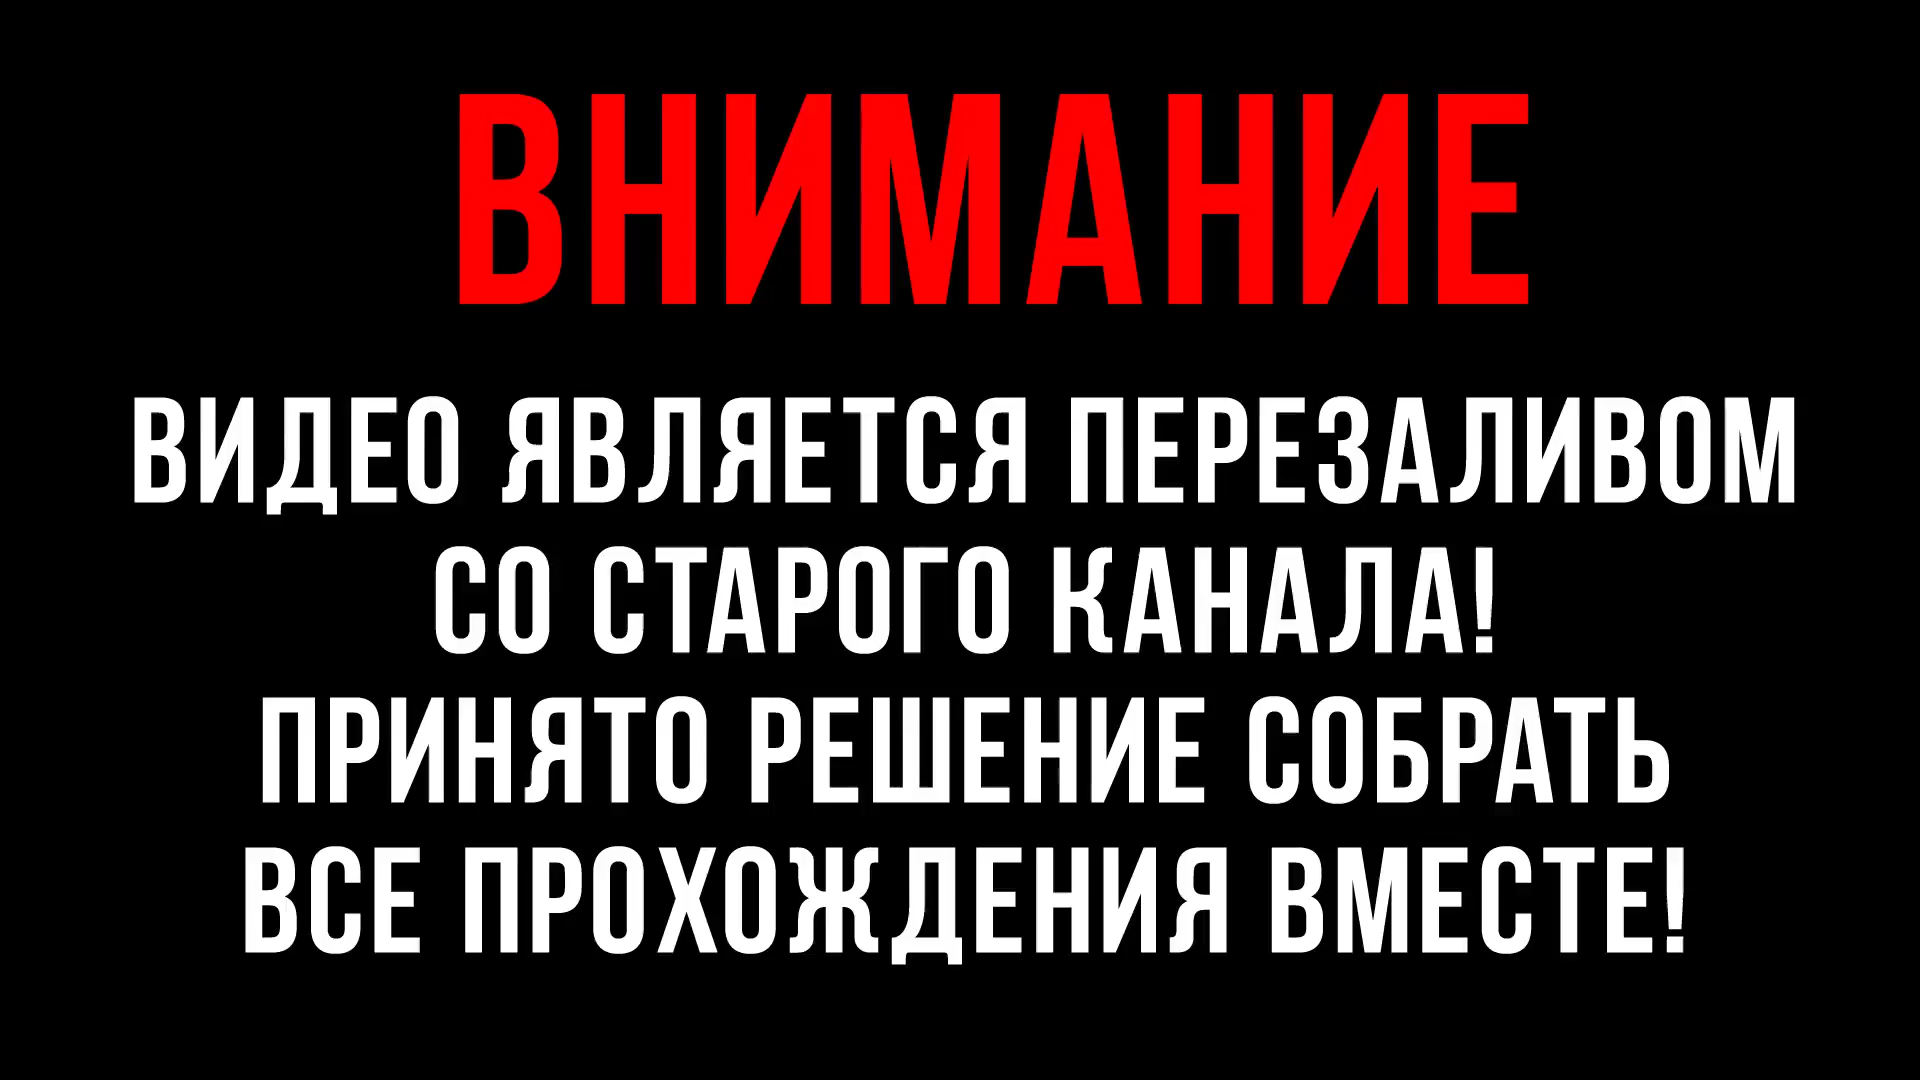 ВНИМАНИЕ
ВИДЕО ЯВЛЯЕТСЯ ПЕРЕЗАЛИВОМ
СО СТАРОГО КАНАЛА!
ПРИНЯТО РЕШЕНИЕ СОБРАТЬ
ВСЕ ПРОХОЖДЕНИЯ ВМЕСТЕ!